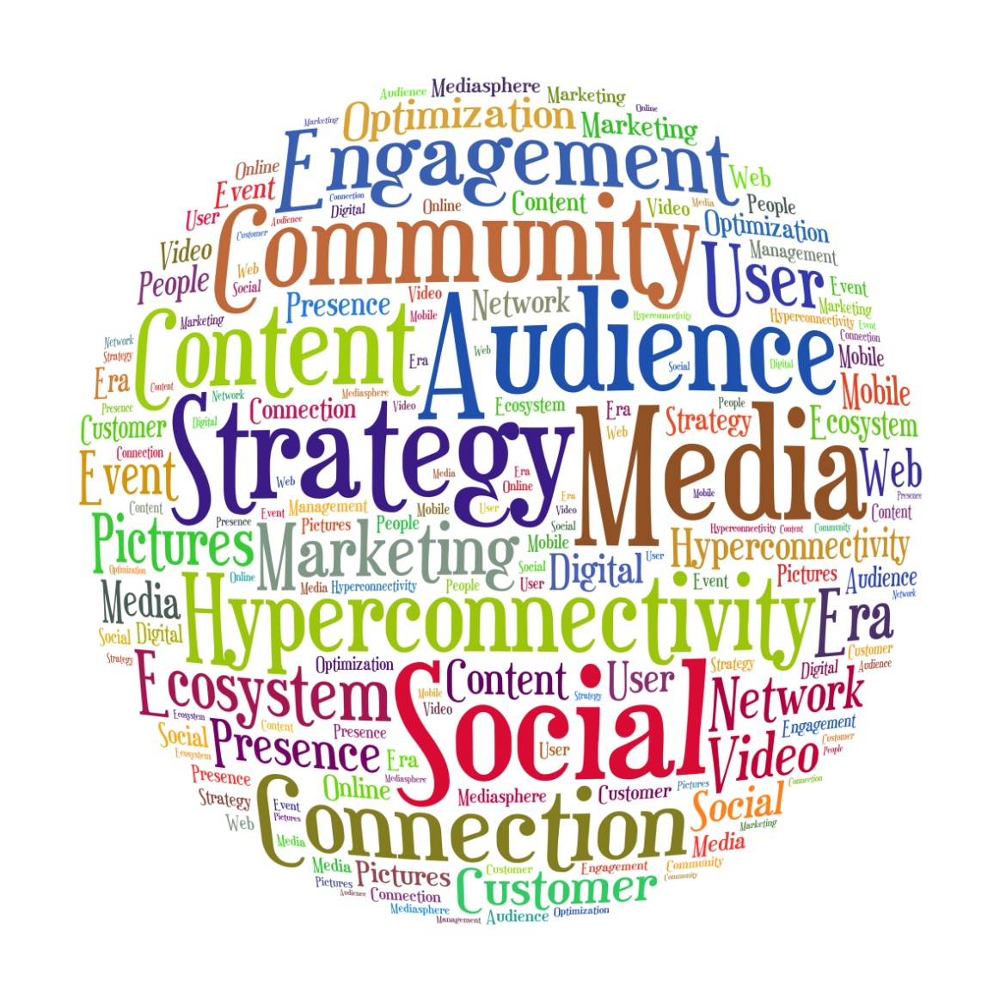 Audience Mediasphere Marketing
Marketing Optimization Marketing Online
Engagement
Online Event Web
Connection Digital Online Content Video Media People
User Audience Customer Community Optimization
Video Web User Management
People Social Presence Video Network Event
Marketing Mobile Hyperconnectivity Hyperconnectivity Marketing Event
Network Content Audience Connection
Strategy Era Web Social Digital Mobile
Era Content Network Mediasphere Mobile
Presence Connection Video Ecosystem Era People Strategy Ecosystem
Customer Digital Strategy Web Media
Connection Web
Event Web Media Era Online Mobile Presence
Content Presence Event Management Mobile User Era Video Content
Pictures Pictures People Social Hyperconnectivity Content Community
Marketing Mobile Hyperconnectivity
Optimization Online Social Digital User
Media Hyperconnectivity People User Event Pictures Audience Network
Media Hyperconnectivity Era
Social Digital
Strategy Optimization Content User Strategy Digital Customer Audience
Ecosystem Mobile Strategy Network
Ecosystem Video Social Engagement
Social Content Presence Customer
Ecosystem Presence Era User Video People
Presence Mediasphere Connection
Strategy Online Mediasphere Customer Pictures Social
Event Connection
Web Pictures Marketing
Media Media
Media Pictures Customer Engagement Community
Pictures Customer Community
Audience Connection
Mediasphere Audience Optimization
Management